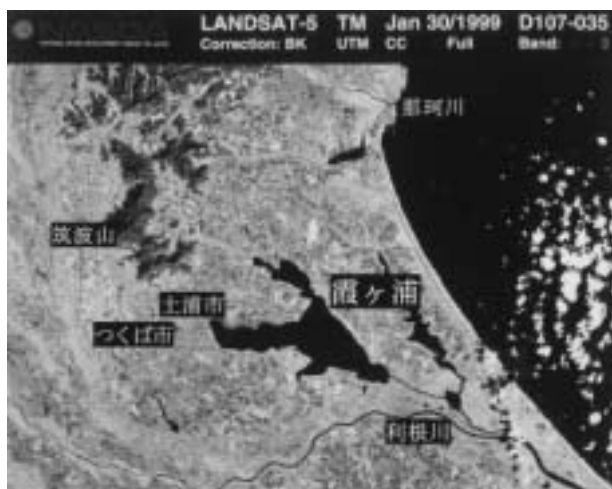 LANDSAT-5 TM Jan 30/1999 D107-035
Correction: BK UTM CC Full Band:
那珂川
筑波山
霞ヶ浦
土浦市
つくば市
利根川